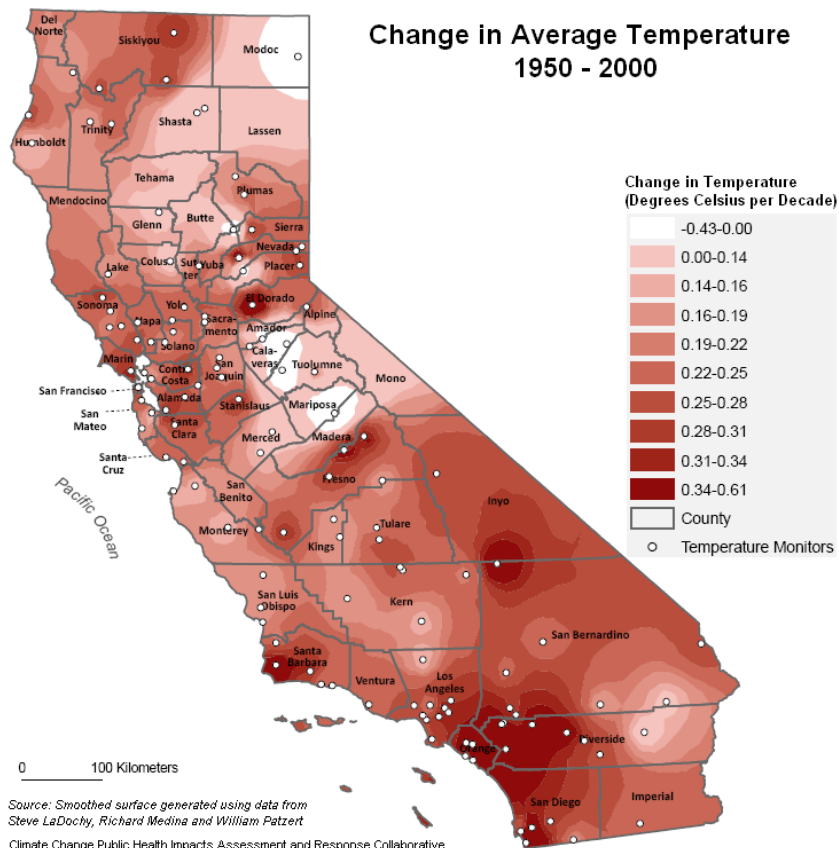 Change in Average Temperature
1950 - 2000
Del
Norte
Siskiyou
Modoc
Humboldt
Trinity
Shasta
Lassen
Tehama
Plumas
Mendocino
Glenn
Butte
Sierra
Nevada
Colusa
Sut
ter
Yuba
Placer
Lake
El Dorado
Sonoma
Napa
Yolo
Sacra-
mento
Alpine
Amador
Solano
Marin
Cala-
veras
Tuolumne
Mono
Contra
Costa
San
Joaquin
San Francisco
Alameda
Stanislaus
Mariposa
San
Mateo
Santa
Clara
Merced
Madera
Santa
Cruz
Fresno
San
Benito
Inyo
Pacific Ocean
Monterey
Kings
Tulare
San Luis
Obispo
Kern
San Bernardino
Santa
Barbara
Ventura
Los
Angeles
Orange
Riverside
San Diego
Imperial
Change in Temperature
(Degrees Celsius per Decade)
-0.43-0.00
0.00-0.14
0.14-0.16
0.16-0.19
0.19-0.22
0.22-0.25
0.25-0.28
0.28-0.31
0.31-0.34
0.34-0.61
County
Temperature Monitors
0 100 Kilometers
Source: Smoothed surface generated using data from
Steve LaDochy, Richard Medina and William Patzert
Climate Change Public Health Impacts Assessment and Response Collaborative